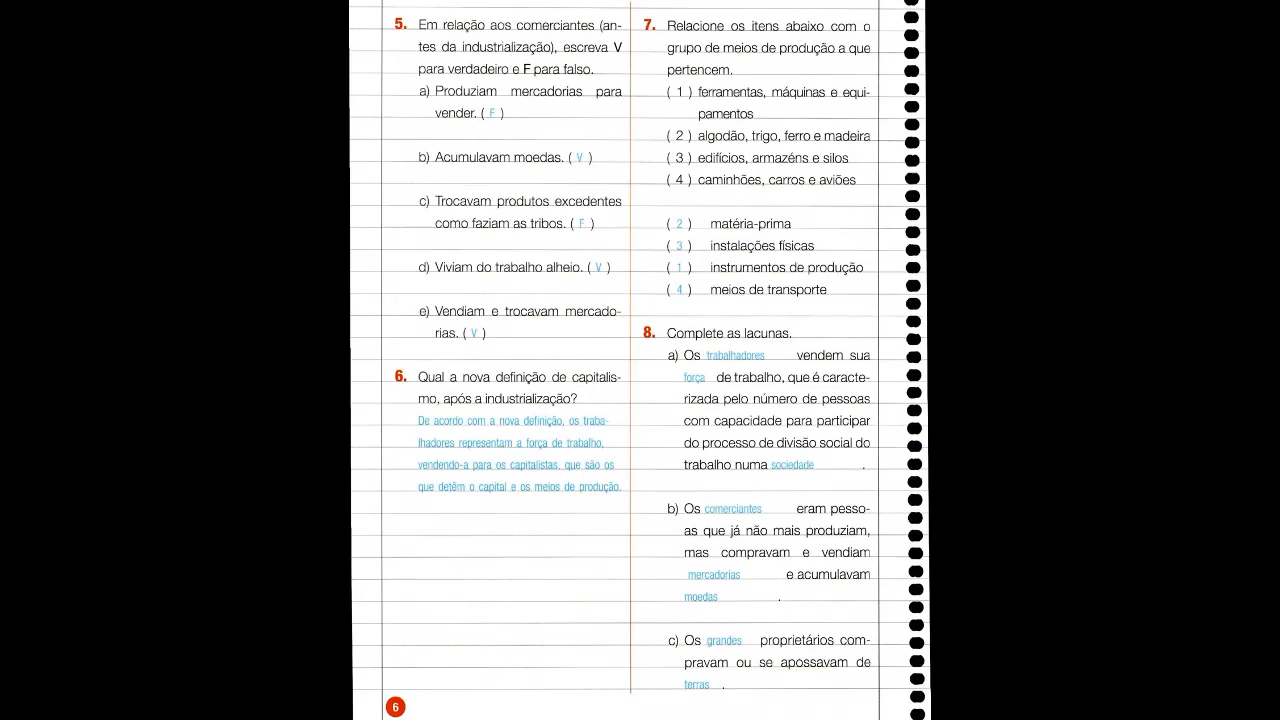 5. Em relação aos comerciantes (an-
tes da industrialização), escreva V
para verdadeiro e F para falso.
a) Produziam mercadorias para
vender. ( F )
b) Acumulavam moedas. ( V )
c) Trocavam produtos excedentes
como faziam as tribos. ( F )
d) Viviam do trabalho alheio. ( V )
e) Vendiam e trocavam mercado-
rias. ( V )
6. Qual a nova definição de capitalis-
mo, após a industrialização?
De acordo com a nova definição, os traba-
lhadores representam a força de trabalho,
vendendo-a para os capitalistas, que são os
que detêm o capital e os meios de produção.
7. Relacione os itens abaixo com o
grupo de meios de produção a que
pertencem.
( 1 ) ferramentas, máquinas e equi-
pamentos
( 2 ) algodão, trigo, ferro e madeira
( 3 ) edifícios, armazéns e silos
( 4 ) caminhões, carros e aviões
( 2 ) matéria-prima
( 3 ) instalações físicas
( 1 ) instrumentos de produção
( 4 ) meios de transporte
8. Complete as lacunas.
a) Os trabalhadores vendem sua
força de trabalho, que é caracte-
rizada pelo número de pessoas
com capacidade para participar
do processo de divisão social do
trabalho numa sociedade .
b) Os comerciantes eram pesso-
as que já não mais produziam,
mas compravam e vendiam
mercadorias e acumulavam
moedas .
c) Os grandes proprietários com-
pravam ou se apossavam de
terras .
6